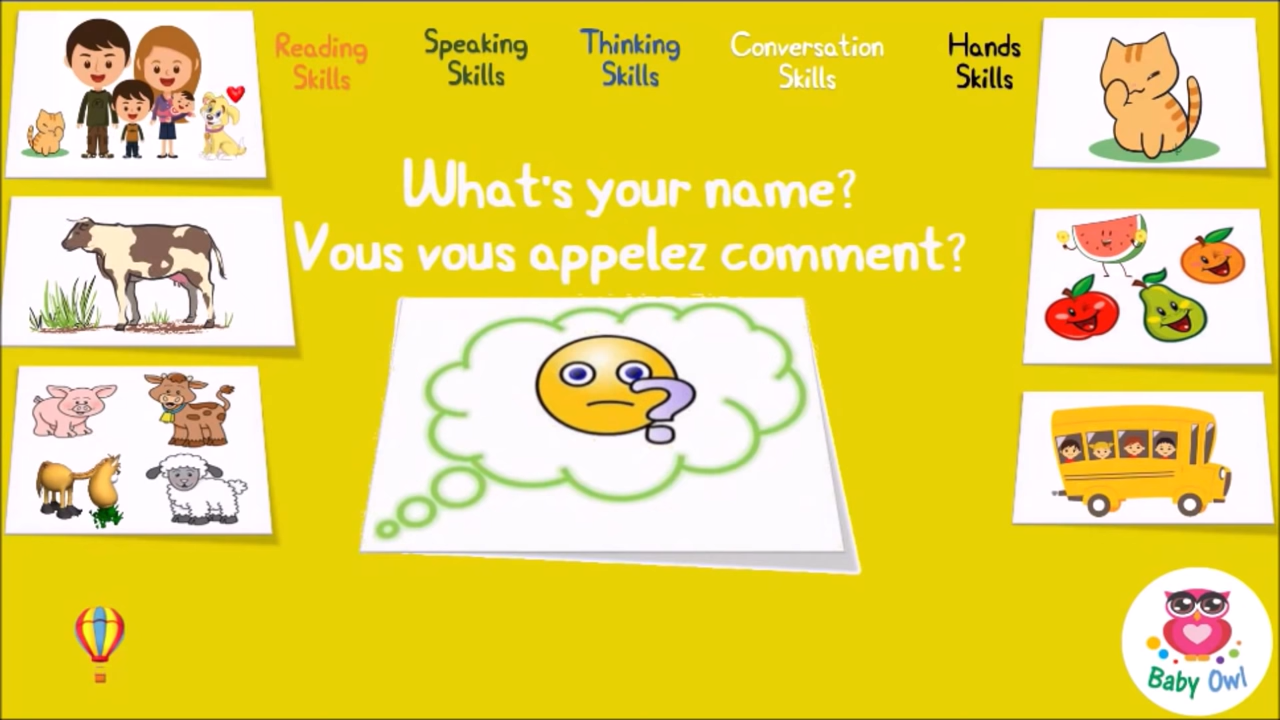 Reading
Skills
Speaking
Skills
Thinking
Skills
Conversation
Skills
Hands
Skills
What's your name?
Vous vous appelez comment?
?
Baby Owl